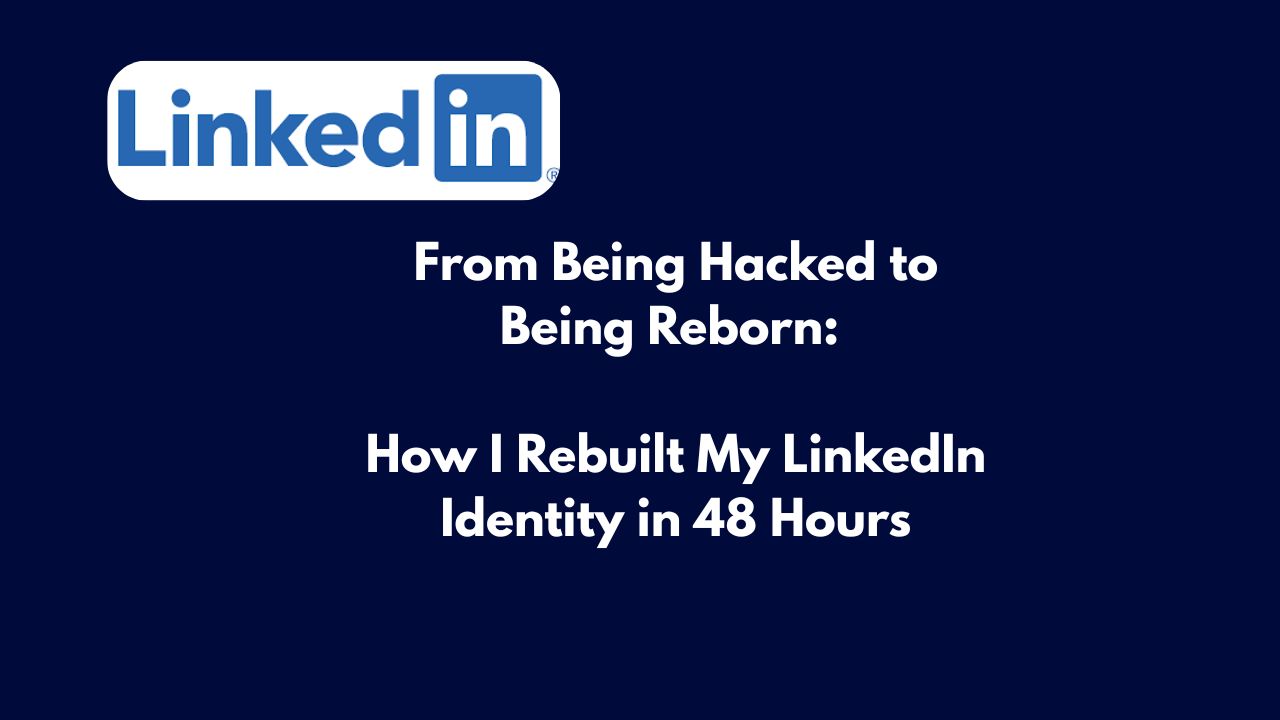 Linkedin®
From Being Hacked to
Being Reborn:
How I Rebuilt My LinkedIn
Identity in 48 Hours